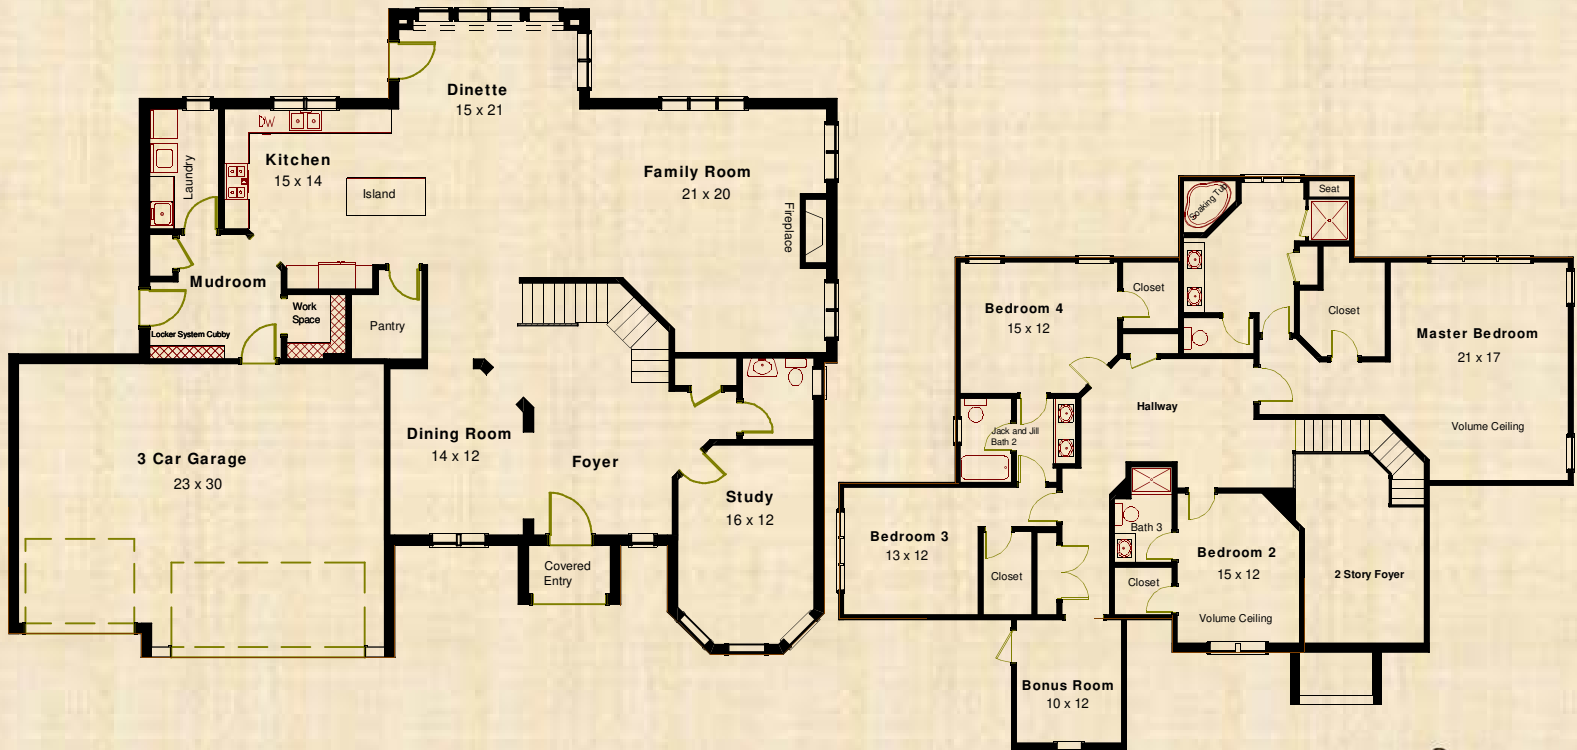 Dinette
15 x 21
DW
Kitchen
15 x 14
Island
Laundry
Family Room
21 x 20
Fireplace
Mudroom
Locker System Cubby
Work
Space
Pantry
3 Car Garage
23 x 30
Dining Room
14 x 12
Foyer
Study
16 x 12
Covered
Entry
Soaking Tub
Seat
Bedroom 4
15 x 12
Closet
Closet
Master Bedroom
21 x 17
Volume Ceiling
Hallway
Jack and Jill
Bath 2
Bedroom 3
13 x 12
Closet
Bath 3
Closet
Bedroom 2
15 x 12
Volume Ceiling
2 Story Foyer
Bonus Room
10 x 12